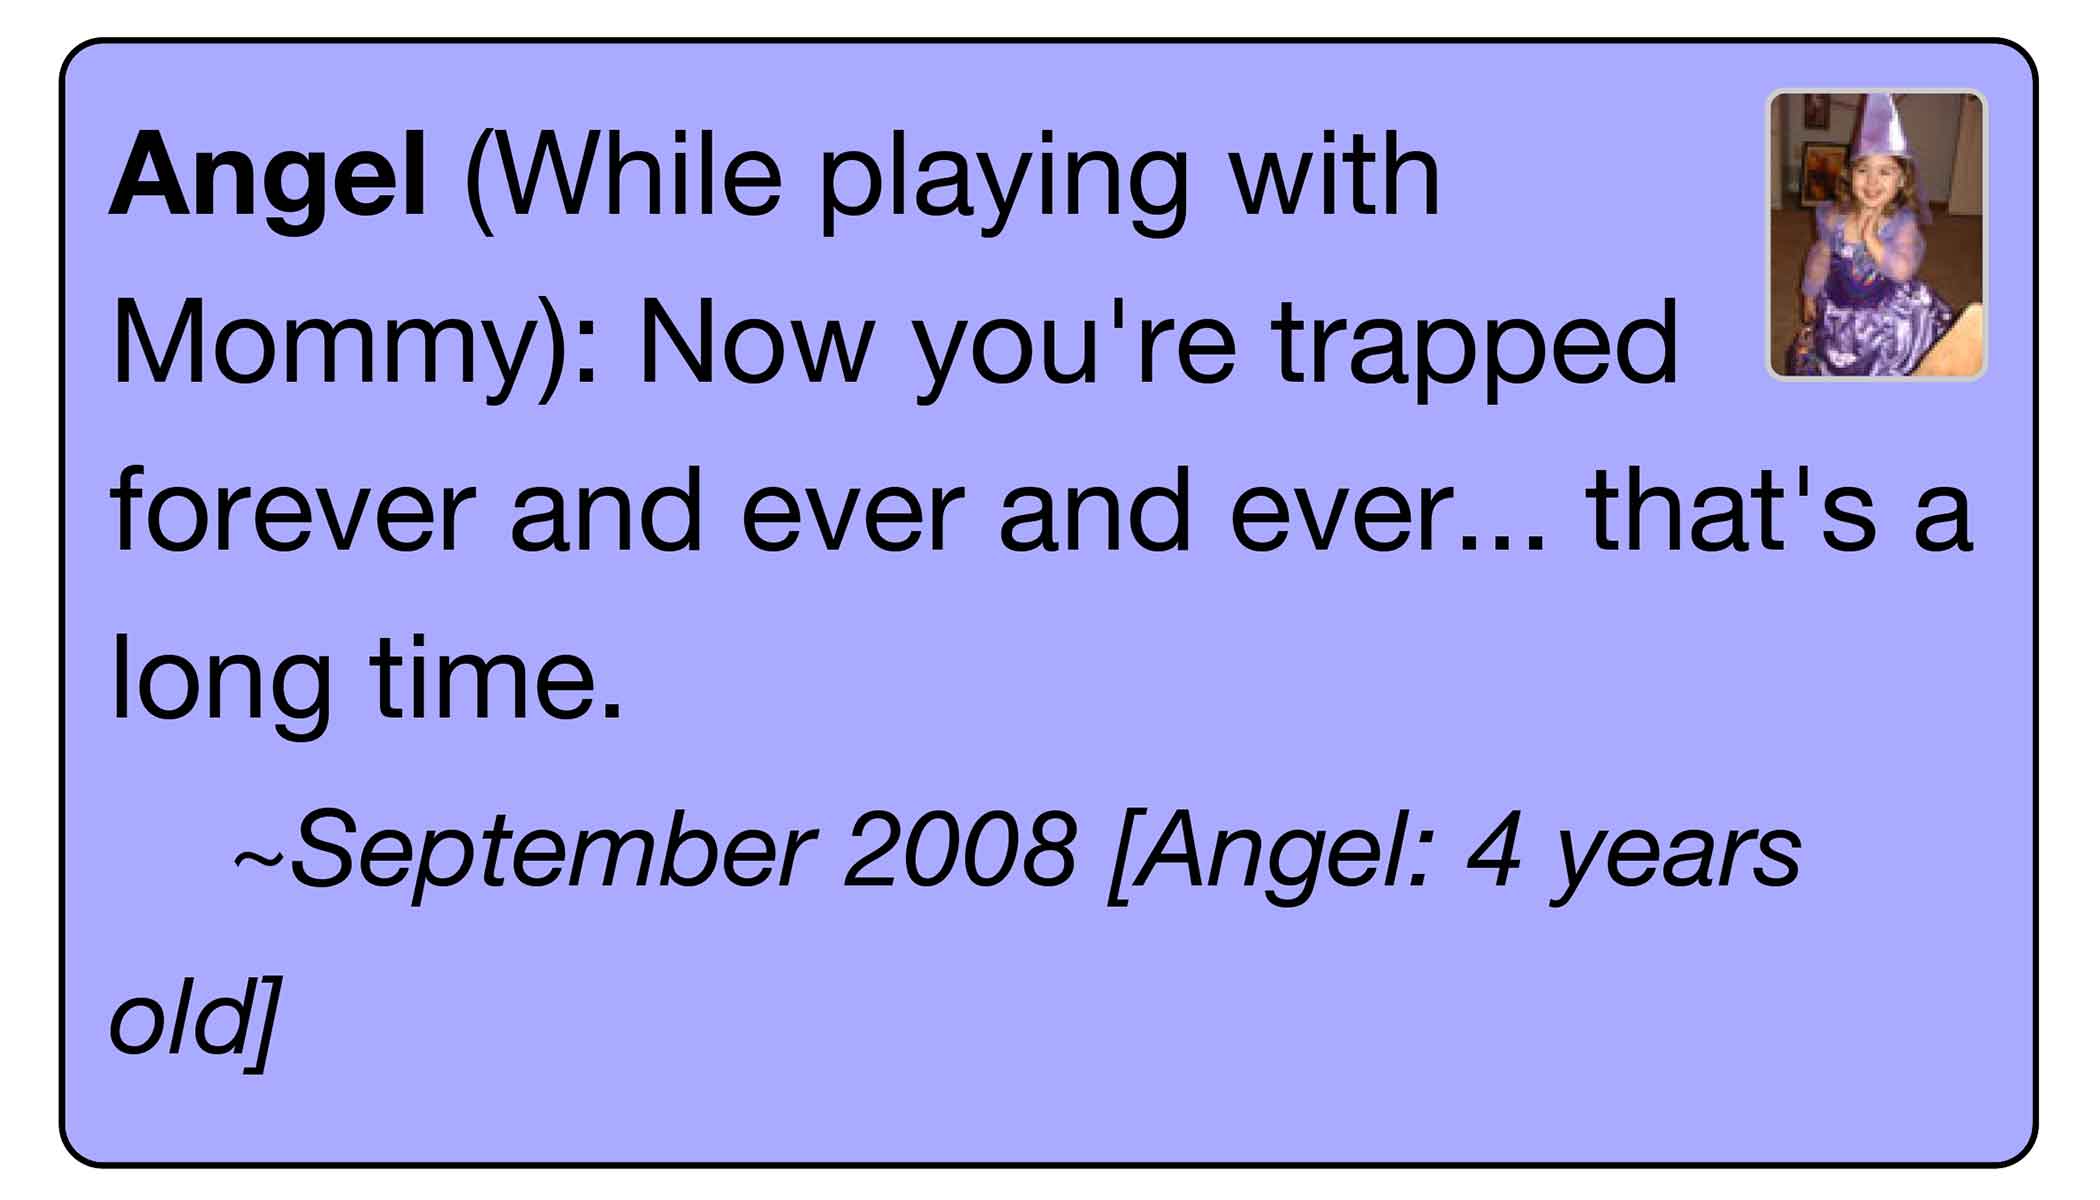 Angel (While playing with
Mommy): Now you're trapped
forever and ever and ever... that's a
long time.
~September 2008 [Angel: 4 years
old]